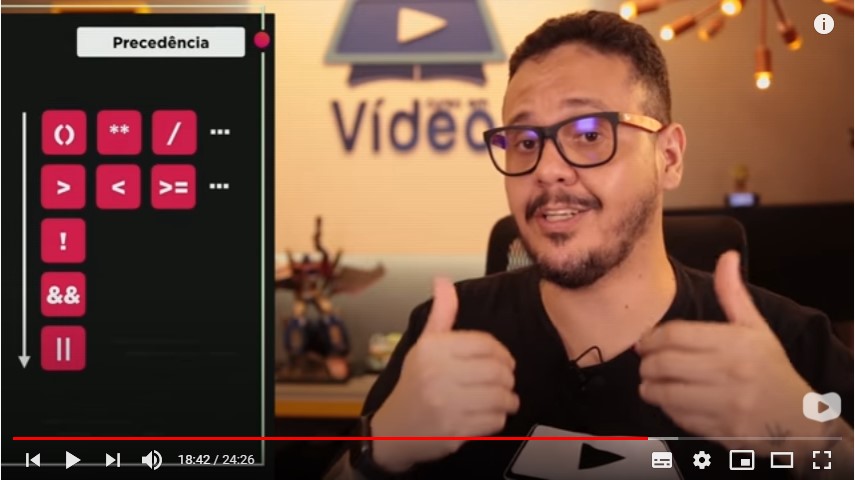 Precedência
() ** / ...
> < >= ...
!
&&
||
Vídeo
18:42 / 24:26
i